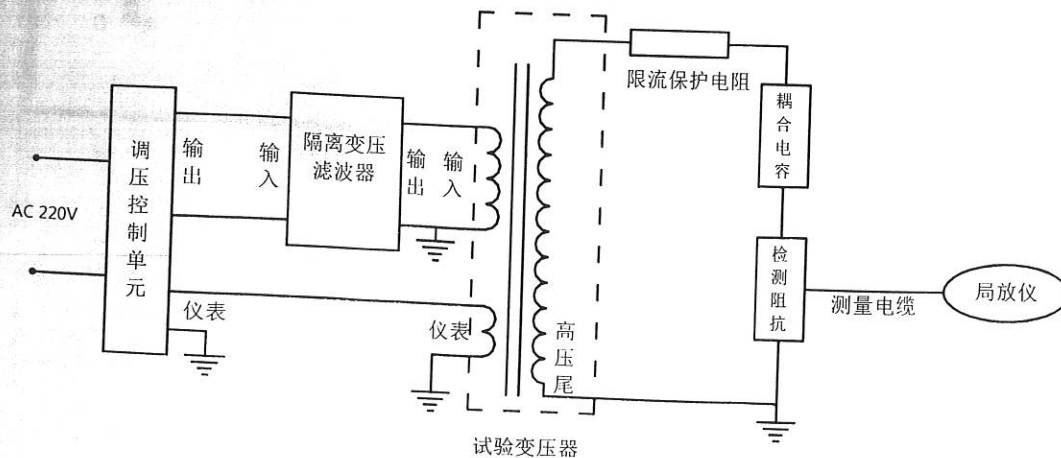 AC 220V
调压控制单元
输出
输入
隔离变压
滤波器
输出
输入
仪表
仪表
高压尾
试验变压器
限流保护电阻
耦合电容
检测阻抗
测量电缆
局放仪